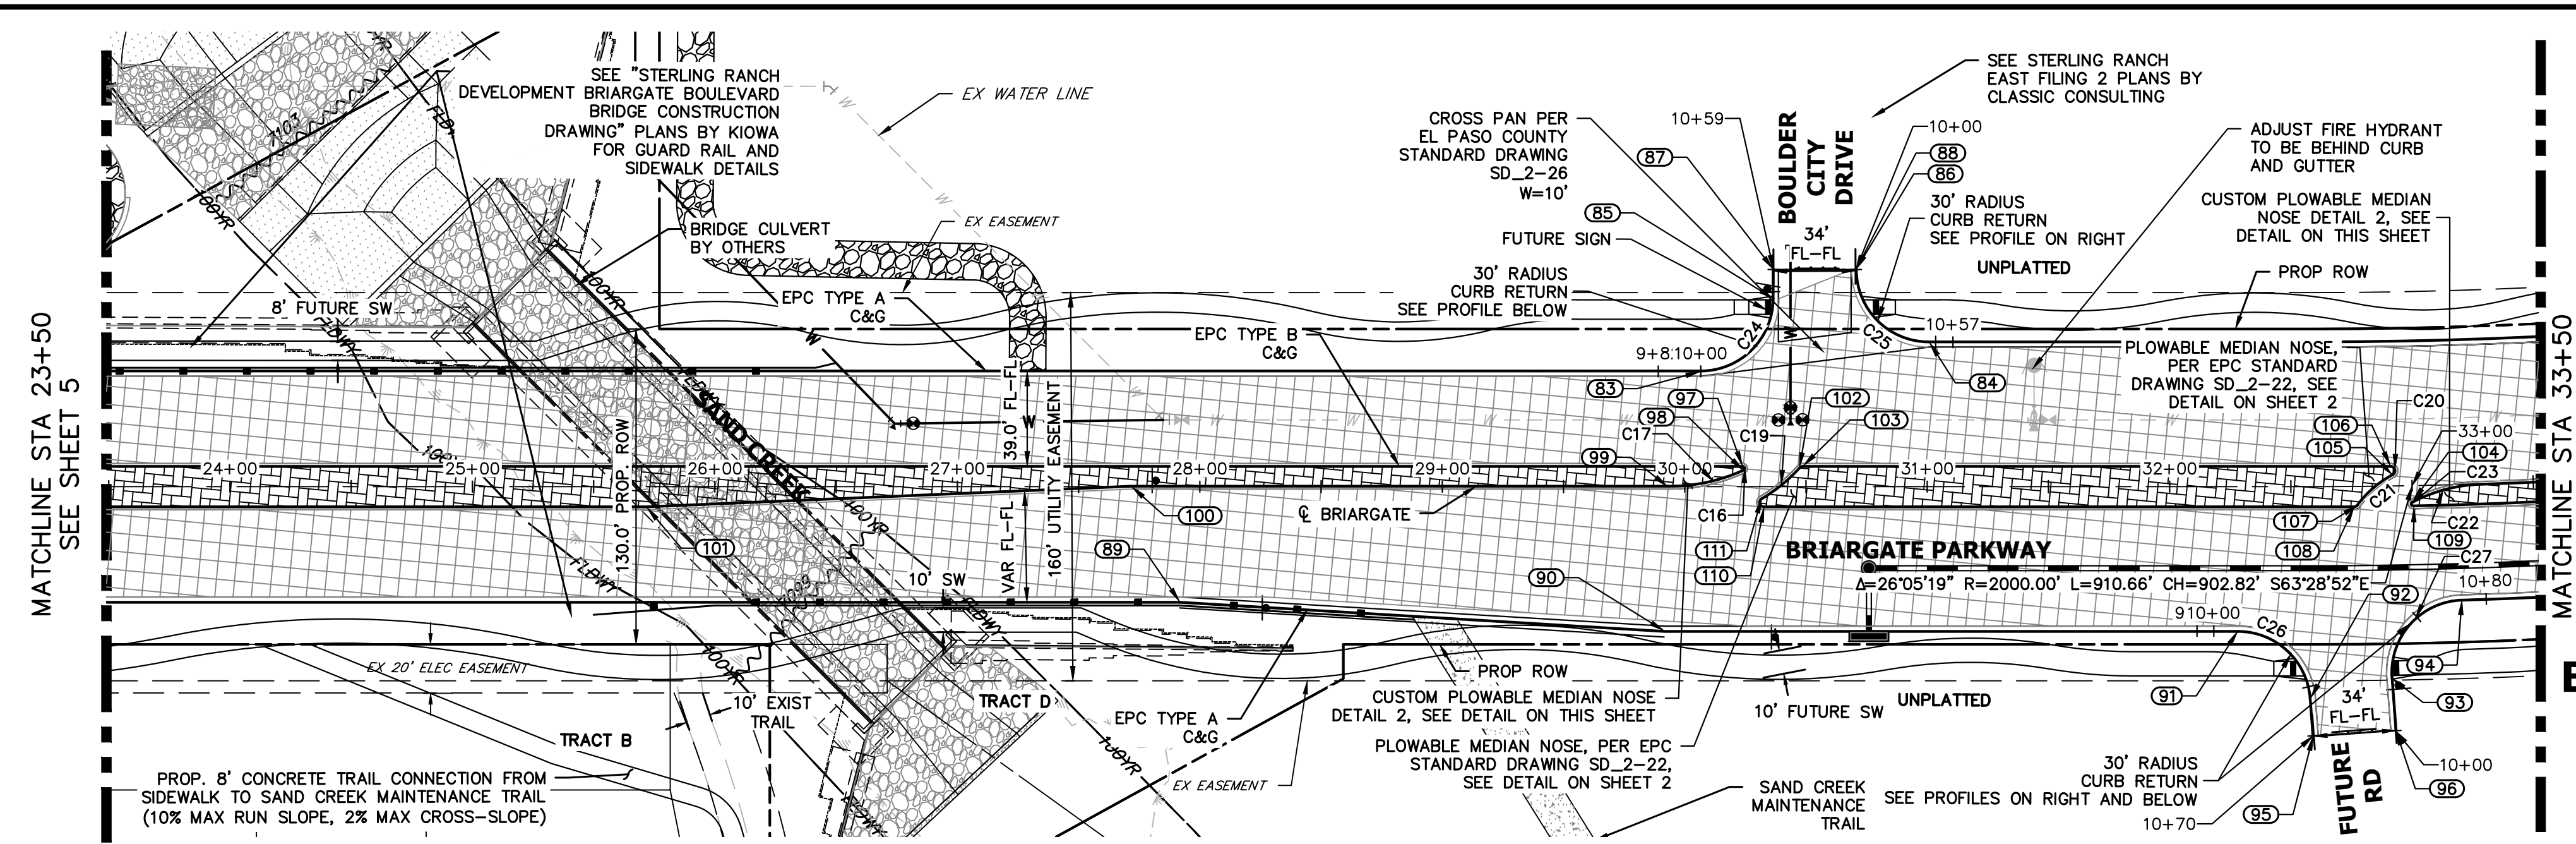 MATCHLINE STA 23+50
SEE SHEET 5
SEE "STERLING RANCH
DEVELOPMENT BRIARGATE BOULEVARD
BRIDGE CONSTRUCTION
DRAWING" PLANS BY KIOWA
FOR GUARD RAIL AND
SIDEWALK DETAILS
EX WATER LINE
BRIDGE CULVERT
BY OTHERS
EX EASEMENT
8' FUTURE SW
EPC TYPE A
C&G
7103
100YR
100YR
CROSS PAN PER
EL PASO COUNTY
STANDARD DRAWING
SD_2-26
W=10'
10+59
87
85
FUTURE SIGN
30' RADIUS
CURB RETURN
SEE PROFILE BELOW
BOULDER
CITY
DRIVE
34'
FL-FL
SEE STERLING RANCH
EAST FILING 2 PLANS BY
CLASSIC CONSULTING
10+00
88
86
30' RADIUS
CURB RETURN
SEE PROFILE ON RIGHT
UNPLATTED
ADJUST FIRE HYDRANT
TO BE BEHIND CURB
AND GUTTER
CUSTOM PLOWABLE MEDIAN
NOSE DETAIL 2, SEE
DETAIL ON THIS SHEET
PROP ROW
EPC TYPE B
C&G
C24
C25
10+57
9+8
10+00
83
84
PLOWABLE MEDIAN NOSE,
PER EPC STANDARD
DRAWING SD_2-22, SEE
DETAIL ON SHEET 2
W
SAND CREEK
39.0' FL-FL
W
97
98
C17
99
C19
102
103
C20
106
105
33+00
104
C23
24+00
25+00
26+00
27+00
28+00
29+00
30+00
31+00
32+00
130.0' PROP. ROW
VAR FL-FL
160' UTILITY EASEMENT
100
℄ BRIARGATE
C16
111
110
C21
107
108
C22
109
C27
101
89
90
100YR
BRIARGATE PARKWAY
Δ=26°05'19" R=2000.00' L=910.66' CH=902.82' S63°28'52"E
10+80
92
9
10+00
C26
10' SW
FLDWY
EX 20' ELEC EASEMENT
100YR
10' EXIST
TRAIL
TRACT B
TRACT D
EPC TYPE A
C&G
PROP ROW
CUSTOM PLOWABLE MEDIAN NOSE
DETAIL 2, SEE DETAIL ON THIS SHEET
PLOWABLE MEDIAN NOSE, PER EPC
STANDARD DRAWING SD_2-22,
SEE DETAIL ON SHEET 2
EX EASEMENT
10' FUTURE SW
UNPLATTED
91
94
93
34'
FL-FL
PROP. 8' CONCRETE TRAIL CONNECTION FROM
SIDEWALK TO SAND CREEK MAINTENANCE TRAIL
(10% MAX RUN SLOPE, 2% MAX CROSS-SLOPE)
100YR
SAND CREEK
MAINTENANCE
TRAIL
30' RADIUS
CURB RETURN
SEE PROFILES ON RIGHT AND BELOW
10+70
95
FUTURE
RD
10+00
96
MATCHLINE STA 33+50